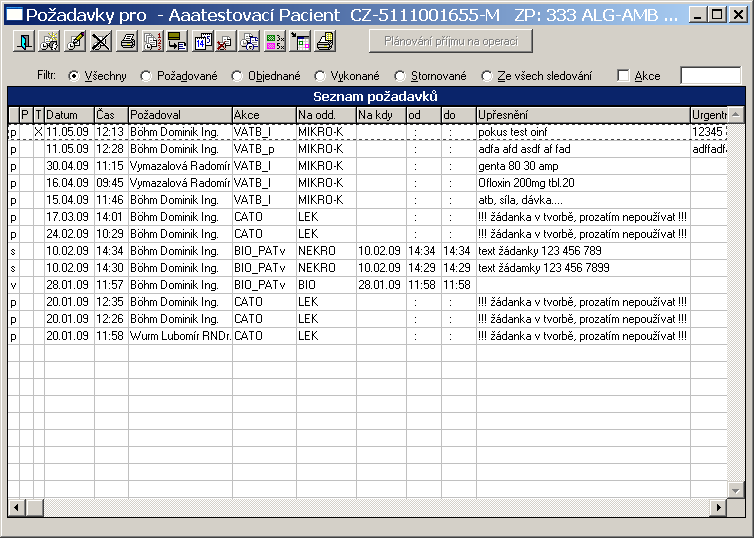 Požadavky pro - Aaatestovací Pacient CZ-5111001655-M ZP: 333 ALG-AMB ...
Plánování příjmu na operaci
Filtr: Všechny Požadované Objednané Vykonané Stornované Ze všech sledování Akce
Seznam požadavků
P T Datum Čas Požadoval Akce Na odd. Na kdy od do Upřesnění Urgentn
p X 11.05.09 12:13 Böhm Dominik Ing. VATB_I MIKRO-K : : pokus test oinf 12345
p 11.05.09 12:28 Böhm Dominik Ing. VATB_p MIKRO-K : : adfa afd asdf af fad adffadf
p 30.04.09 11:15 Vymazalová Radomír VATB_I MIKRO-K : : genta 80 30 amp
p 16.04.09 09:45 Vymazalová Radomír VATB_I MIKRO-K : : Ofloxin 200mg tbl.20
p 15.04.09 11:46 Böhm Dominik Ing. VATB_I MIKRO-K : : atb, síla, dávka....
p 17.03.09 14:01 Böhm Dominik Ing. CATO LEK : : !!! žádanka v tvorbě, prozatím nepoužívat !!!
p 24.02.09 10:29 Böhm Dominik Ing. CATO LEK : : !!! žádanka v tvorbě, prozatím nepoužívat !!!
s 10.02.09 14:34 Böhm Dominik Ing. BIO_PATv NEKRO 10.02.09 14:34 14:34 text žádanky 123 456 789
s 10.02.09 14:30 Böhm Dominik Ing. BIO_PATv NEKRO 10.02.09 14:29 14:29 text žádamky 123 456 7899
v 28.01.09 11:57 Böhm Dominik Ing. BIO_PATv BIO 28.01.09 11:58 11:58
p 20.01.09 12:35 Böhm Dominik Ing. CATO LEK : : !!! žádanka v tvorbě, prozatím nepoužívat !!!
p 20.01.09 12:26 Böhm Dominik Ing. CATO LEK : : !!! žádanka v tvorbě, prozatím nepoužívat !!!
p 20.01.09 11:58 Wurm Lubomír RNDr. CATO LEK : : !!! žádanka v tvorbě, prozatím nepoužívat !!!